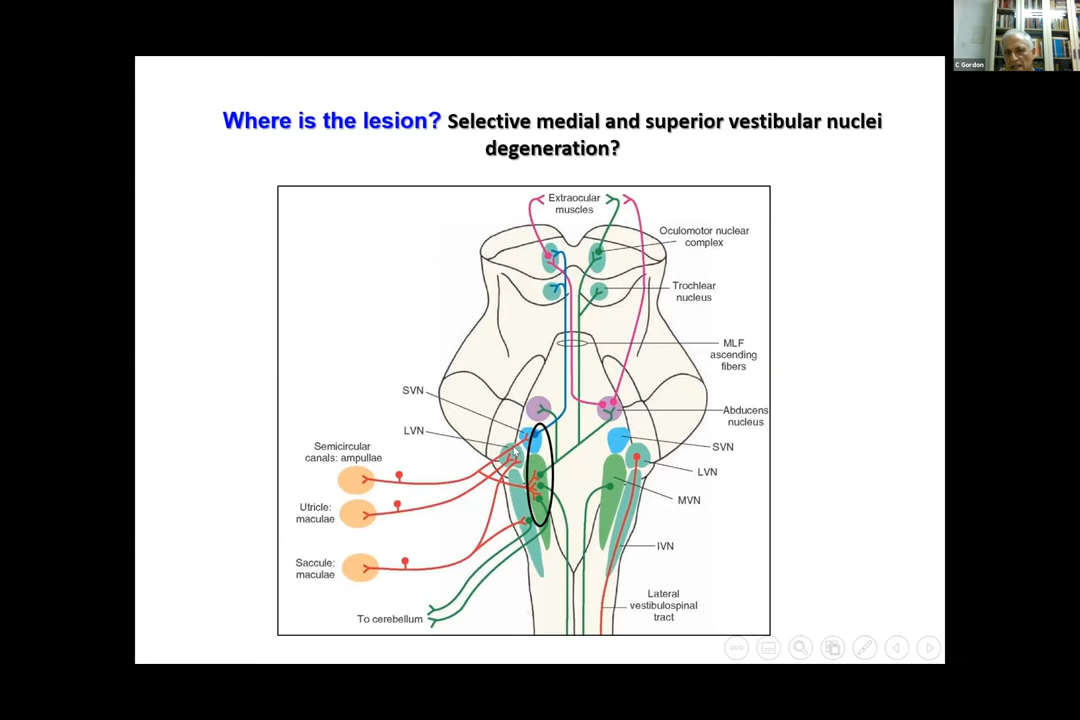 C Gordon
Where is the lesion? Selective medial and superior vestibular nuclei
degeneration?
Extraocular
muscles
Oculomotor nuclear
complex
Trochlear
nucleus
MLF
ascending
fibers
SVN
Abducens
nucleus
LVN
SVN
Semicircular
canals: ampullae
LVN
MVN
Utricle:
maculae
IVN
Saccule:
maculae
Lateral
vestibulospinal
tract
To cerebellum